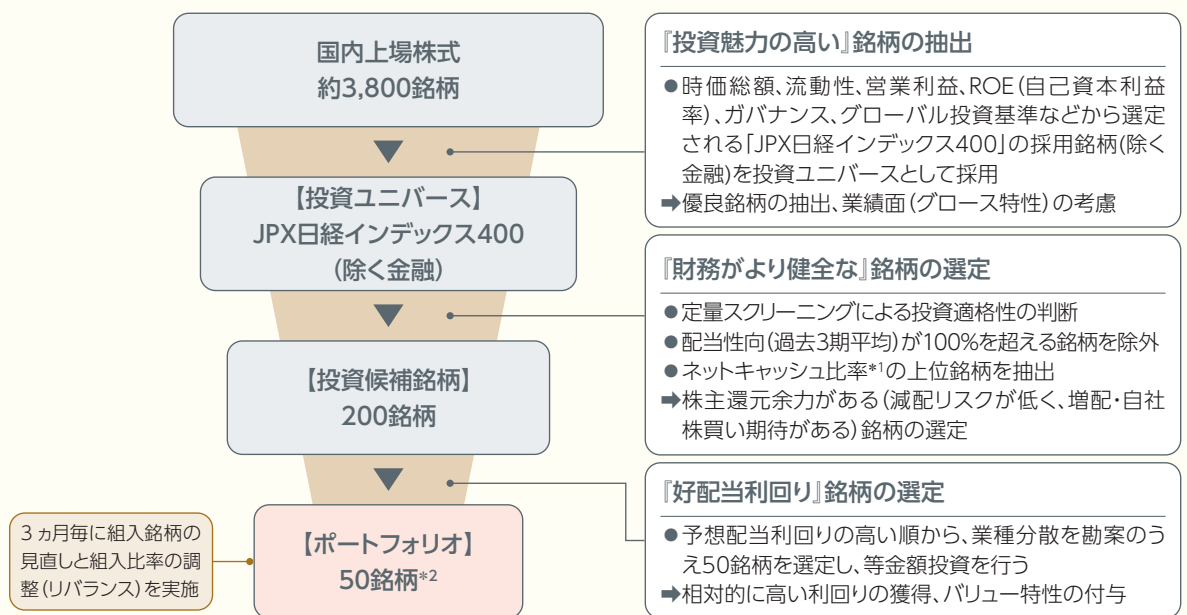 国内上場株式
約3,800銘柄
『投資魅力の高い』銘柄の抽出
●時価総額、流動性、営業利益、ROE(自己資本利益
率)、ガバナンス、グローバル投資基準などから選定
される「JPX日経インデックス400」の採用銘柄(除く
金融)を投資ユニバースとして採用
➡優良銘柄の抽出、業績面(グロース特性)の考慮
【投資ユニバース】
JPX日経インデックス400
(除く金融)
『財務がより健全な』銘柄の選定
●定量スクリーニングによる投資適格性の判断
●配当性向(過去3期平均)が100%を超える銘柄を除外
●ネットキャッシュ比率*1の上位銘柄を抽出
➡株主還元余力がある(減配リスクが低く、増配・自社
株買い期待がある)銘柄の選定
【投資候補銘柄】
200銘柄
『好配当利回り』銘柄の選定
●予想配当利回りの高い順から、業種分散を勘案のう
え50銘柄を選定し、等金額投資を行う
➡相対的に高い利回りの獲得、バリュー特性の付与
【ポートフォリオ】
50銘柄*2
3ヵ月毎に組入銘柄の
見直しと組入比率の調
整(リバランス)を実施